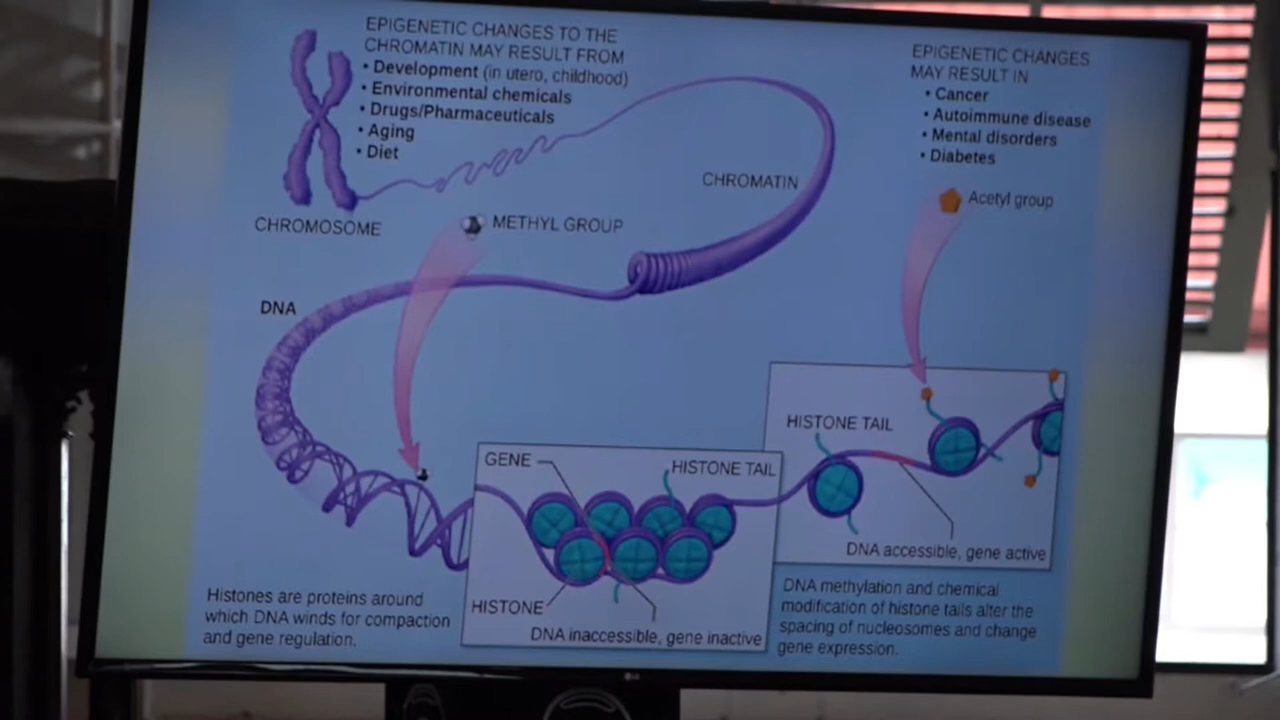 EPIGENETIC CHANGES TO THE
CHROMATIN MAY RESULT FROM
• Development (in utero, childhood)
• Environmental chemicals
• Drugs/Pharmaceuticals
• Aging
• Diet
EPIGENETIC CHANGES
MAY RESULT IN
• Cancer
• Autoimmune disease
• Mental disorders
• Diabetes
CHROMATIN
Acetyl group
CHROMOSOME
METHYL GROUP
DNA
HISTONE TAIL
GENE
HISTONE TAIL
DNA accessible, gene active
HISTONE
DNA inaccessible, gene inactive
Histones are proteins around
which DNA winds for compaction
and gene regulation.
DNA methylation and chemical
modification of histone tails alter the
spacing of nucleosomes and change
gene expression.
LG